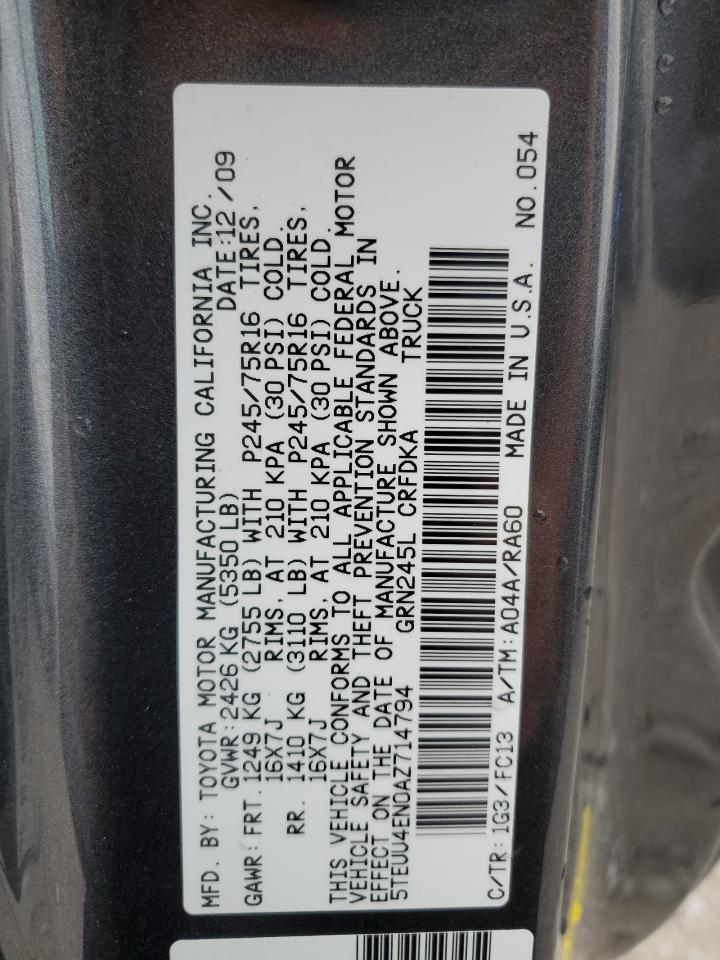 MFD. BY: TOYOTA MOTOR MANUFACTURING CALIFORNIA INC.
GVWR: 2426 KG (5350 LB) DATE: 12 /09
GAWR: FRT. 1249 KG (2755 LB) WITH P245/75R16 TIRES,
16X7J RIMS, AT 210 KPA (30 PSI) COLD.
RR. 1410 KG (3110 LB) WITH P245/75R16 TIRES,
16X7J RIMS, AT 210 KPA (30 PSI) COLD.
THIS VEHICLE CONFORMS TO ALL APPLICABLE FEDERAL MOTOR
VEHICLE SAFETY AND THEFT PREVENTION STANDARDS IN
EFFECT ON THE DATE OF MANUFACTURE SHOWN ABOVE.
5TEUU4EN0AZ714794 GRN245L CRFDKA TRUCK
C/TR: 1G3/FC13 A/TM: A04A/RA60 MADE IN U.S.A. NO. 054